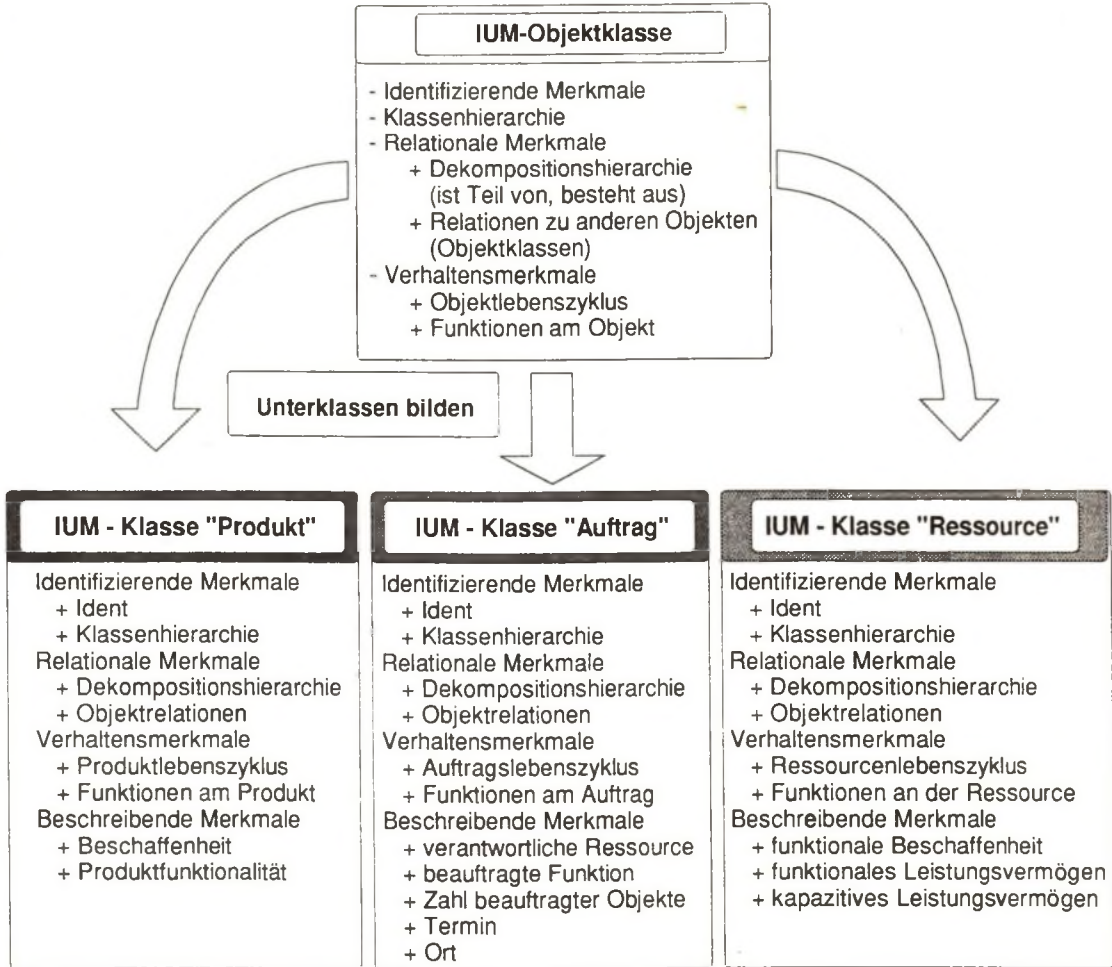 IUM-Objektklasse
- Identifizierende Merkmale
- Klassenhierarchie
- Relationale Merkmale
+ Dekompositionshierarchie
(ist Teil von, besteht aus)
+ Relationen zu anderen Objekten
(Objektklassen)
- Verhaltensmerkmale
+ Objektlebenszyklus
+ Funktionen am Objekt
Unterklassen bilden
IUM - Klasse "Produkt"
Identifizierende Merkmale
+ Ident
+ Klassenhierarchie
Relationale Merkmale
+ Dekompositionshierarchie
+ Objektrelationen
Verhaltensmerkmale
+ Produktlebenszyklus
+ Funktionen am Produkt
Beschreibende Merkmale
+ Beschaffenheit
+ Produktfunktionalität
IUM - Klasse "Auftrag"
Identifizierende Merkmale
+ Ident
+ Klassenhierarchie
Relationale Merkmale
+ Dekompositionshierarchie
+ Objektrelationen
Verhaltensmerkmale
+ Auftragslebenszyklus
+ Funktionen am Auftrag
Beschreibende Merkmale
+ verantwortliche Ressource
+ beauftragte Funktion
+ Zahl beauftragter Objekte
+ Termin
+ Ort
IUM - Klasse "Ressource"
Identifizierende Merkmale
+ Ident
+ Klassenhierarchie
Relationale Merkmale
+ Dekompositionshierarchie
+ Objektrelationen
Verhaltensmerkmale
+ Ressourcenlebenszyklus
+ Funktionen an der Ressource
Beschreibende Merkmale
+ funktionale Beschaffenheit
+ funktionales Leistungsvermögen
+ kapazitives Leistungsvermögen